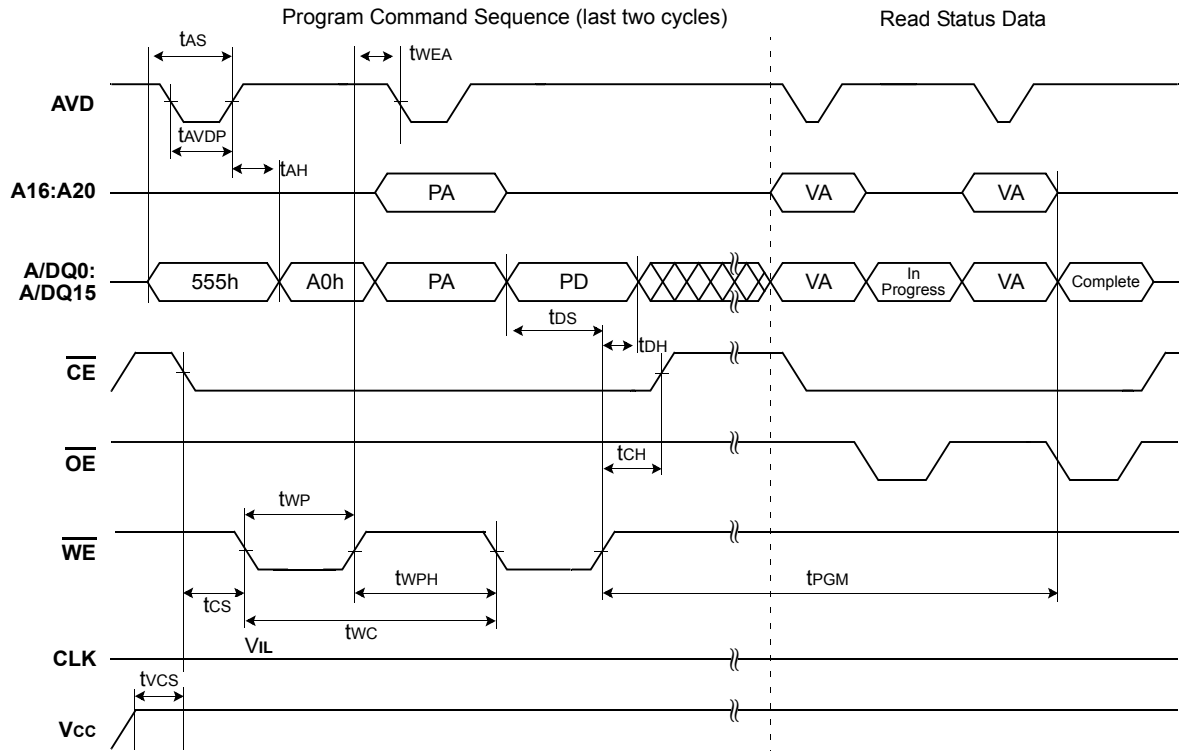 Program Command Sequence (last two cycles) Read Status Data
tAS tWEA
AVD
tAVDP
tAH
A16:A20 PA VA VA
A/DQ0:
A/DQ15 555h A0h PA PD VA In
Progress VA Complete
tDS
tDH
CE
OE
tCH
tWP
WE
tWPH tPGM
tCS
tWC
VIL
CLK
tVCS
VCC